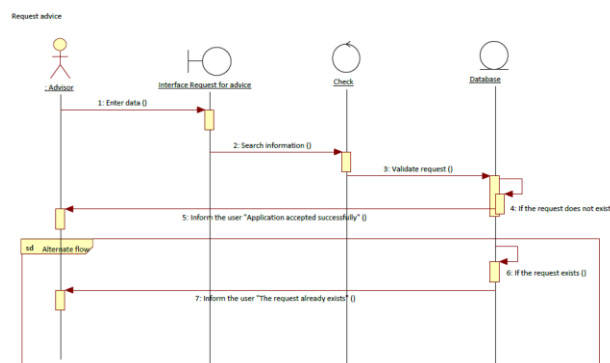 Request advice
: Advisor
Interface Request for advice
Check
Database
1: Enter data ()
2: Search information ()
3: Validate request ()
4: If the request does not exist
5: Inform the user "Application accepted successfully" ()
sd Alternate flow
6: If the request exists ()
7: Inform the user "The request already exists" ()